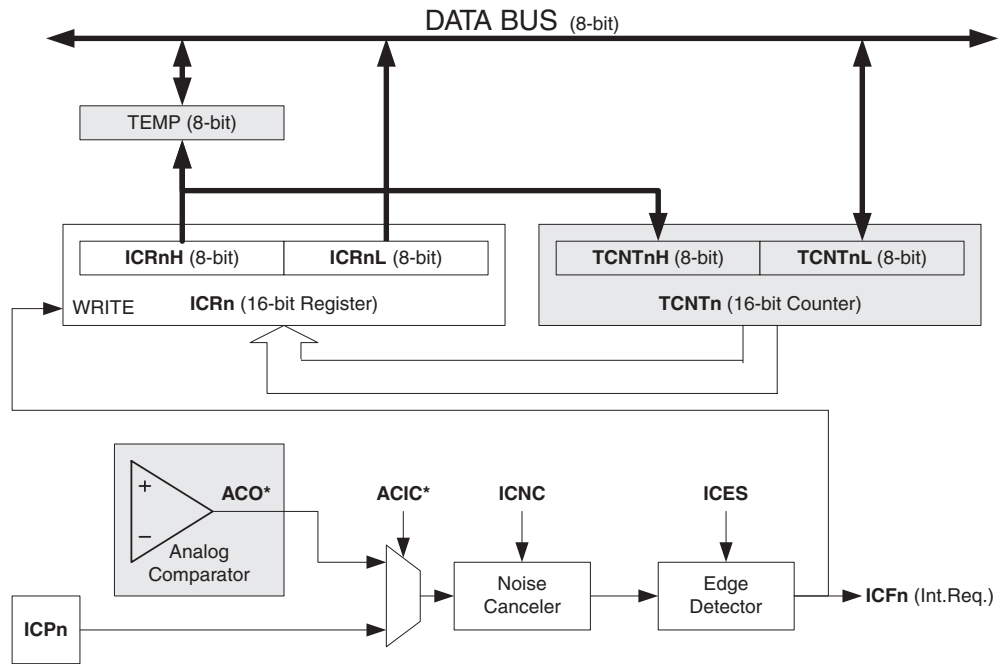 DATA BUS (8-bit)
TEMP (8-bit)
ICRnH (8-bit)
ICRnL (8-bit)
TCNTnH (8-bit)
TCNTnL (8-bit)
WRITE
ICRn (16-bit Register)
TCNTn (16-bit Counter)
+
−
ACO*
Analog
Comparator
ACIC*
ICNC
ICES
Noise
Canceler
Edge
Detector
ICFn (Int.Req.)
ICPn